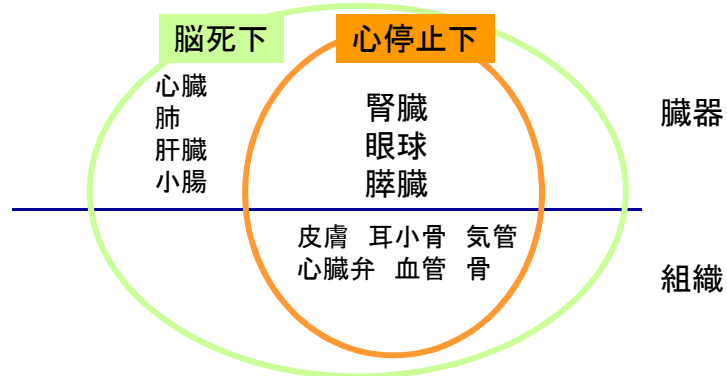 脳死下
心停止下
心臓
肺
肝臓
小腸
腎臓
眼球
膵臓
臓器
皮膚 耳小骨 気管
心臓弁 血管 骨
組織